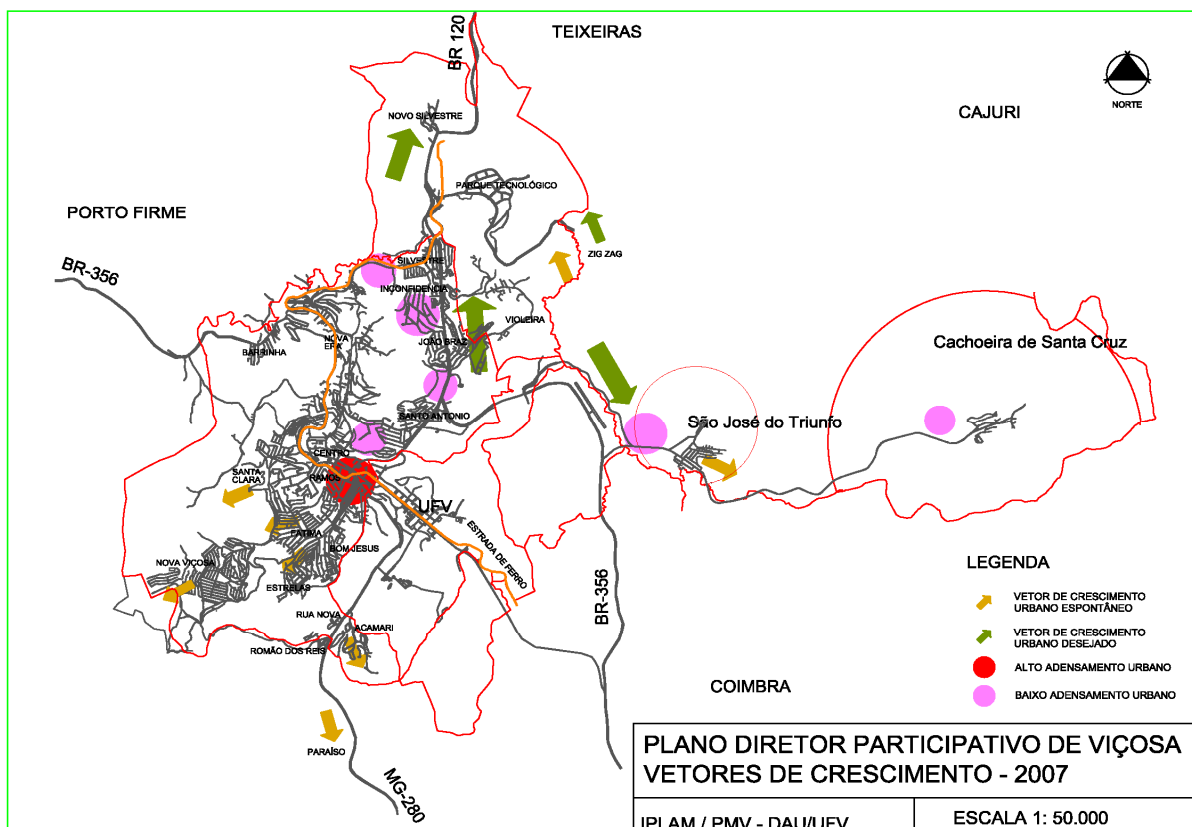 TEIXEIRAS
BR 120
NORTE
CAJURI
NOVO SILVESTRE
PARQUE TECNOLÓGICO
PORTO FIRME
ZIG ZAG
BR-356
SILVESTRE
INCONFIDENCIA
VIOLEIRA
NOVA
ERA
JOÃO BRAZ
BARRINHA
Cachoeira de Santa Cruz
SANTO ANTONIO
São José do Triunfo
CENTRO
SANTA
CLARA
RAMOS
UFV
FATIMA
BOM JESUS
ESTRADA DE FERRO
NOVA VIÇOSA
ESTRELAS
BR-356
RUA NOVA
ACAMARI
ROMÃO DOS REIS
COIMBRA
PARAÍSO
MG-280
LEGENDA
VETOR DE CRESCIMENTO
URBANO ESPONTÂNEO
VETOR DE CRESCIMENTO
URBANO DESEJADO
ALTO ADENSAMENTO URBANO
BAIXO ADENSAMENTO URBANO
PLANO DIRETOR PARTICIPATIVO DE VIÇOSA
VETORES DE CRESCIMENTO - 2007
IPLAM / PMV - DAU/UFV
ESCALA 1: 50.000